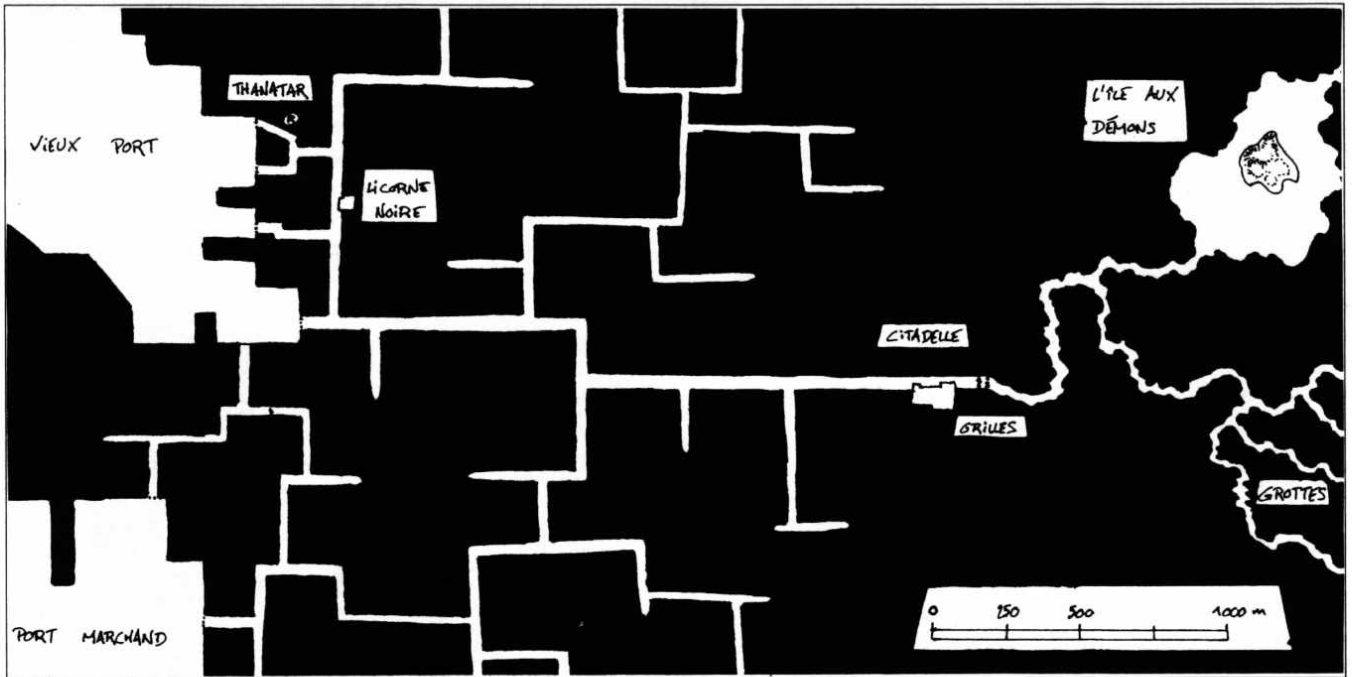 THANATAR
VIEUX PORT
LICORNE
NOIRE
L'ÎLE AUX
DÉMONS
CITADELLE
GRILLES
GROTTES
PORT MARCHAND
0 250 500 1000 m